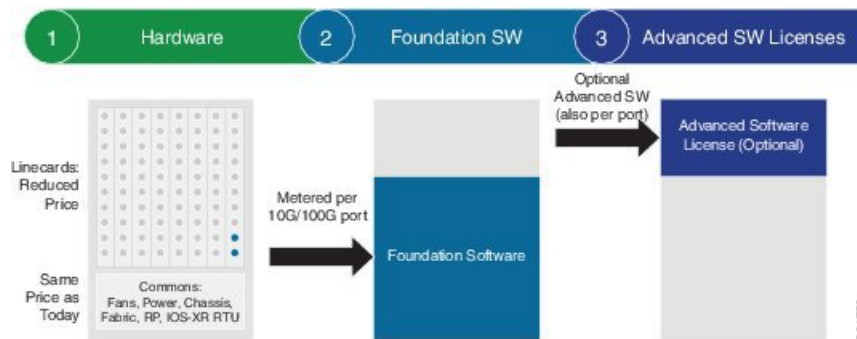 1 Hardware 2 Foundation SW 3 Advanced SW Licenses
Linecards:
Reduced
Price
Same
Price as
Today
Commons:
Fans, Power, Chassis,
Fabric, RP, IOS-XR RTU
Metered per
10G/100G port
Foundation Software
Optional
Advanced SW
(also per port)
Advanced Software
License (Optional)